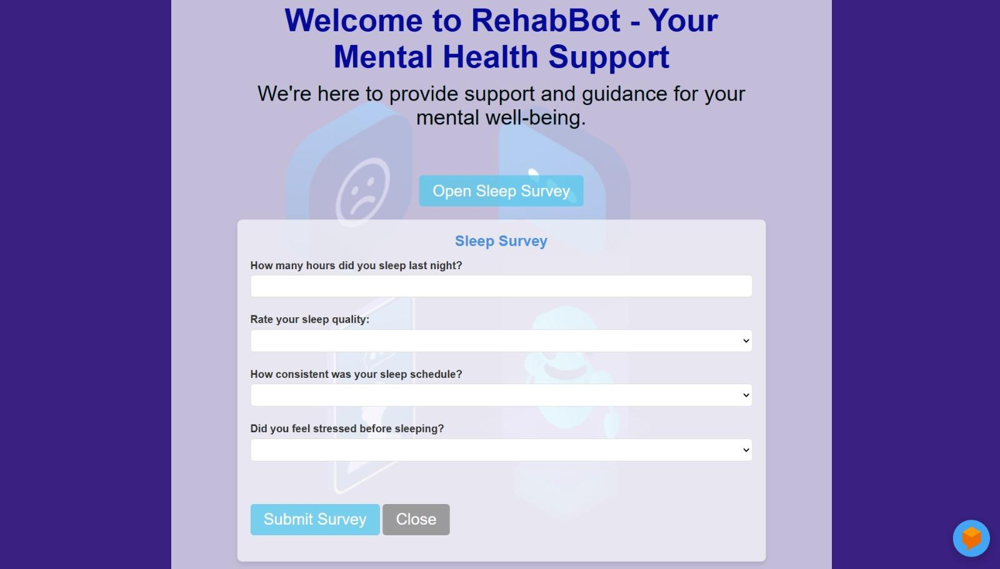 Welcome to RehabBot - Your
Mental Health Support
We're here to provide support and guidance for your
mental well-being.
Open Sleep Survey
Sleep Survey
How many hours did you sleep last night?
Rate your sleep quality:
How consistent was your sleep schedule?
Did you feel stressed before sleeping?
Submit Survey
Close